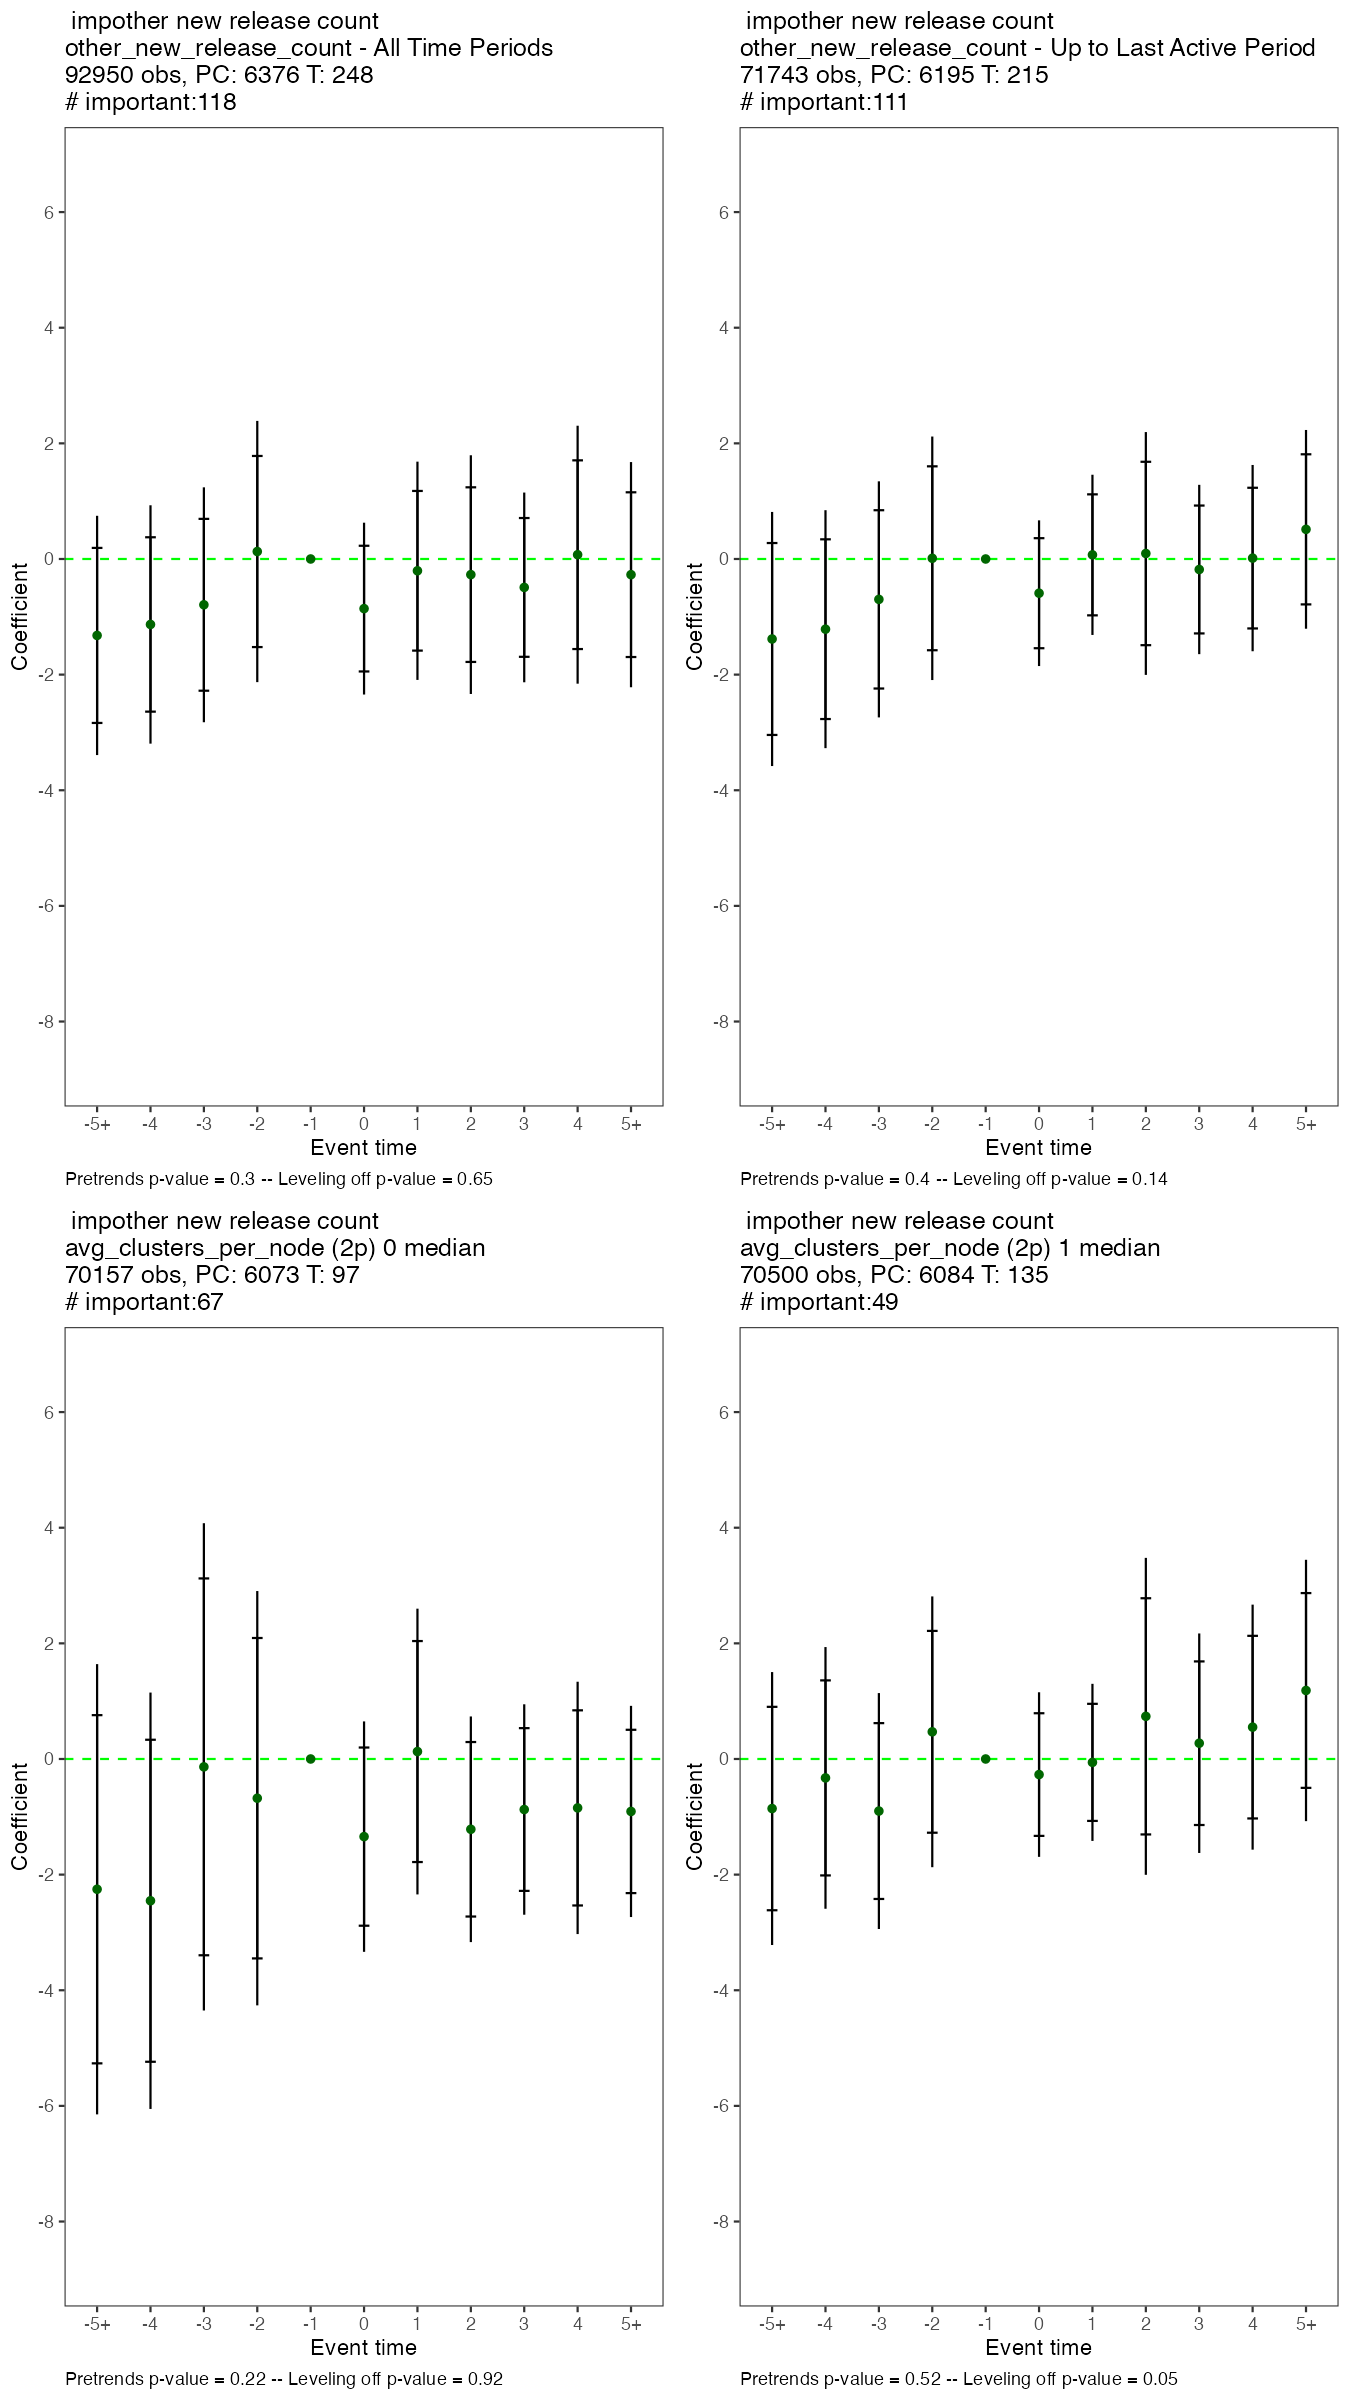 impother new release count
other_new_release_count - All Time Periods
92950 obs, PC: 6376 T: 248
# important:118
6
4
2
0
-2
-4
-6
-8
Coefficient
-5+ -4 -3 -2 -1 0 1 2 3 4 5+
Event time
Pretrends p-value = 0.3 -- Leveling off p-value = 0.65
impother new release count
other_new_release_count - Up to Last Active Period
71743 obs, PC: 6195 T: 215
# important:111
6
4
2
0
-2
-4
-6
-8
Coefficient
-5+ -4 -3 -2 -1 0 1 2 3 4 5+
Event time
Pretrends p-value = 0.4 -- Leveling off p-value = 0.14
impother new release count
avg_clusters_per_node (2p) 0 median
70157 obs, PC: 6073 T: 97
# important:67
6
4
2
0
-2
-4
-6
-8
Coefficient
-5+ -4 -3 -2 -1 0 1 2 3 4 5+
Event time
Pretrends p-value = 0.22 -- Leveling off p-value = 0.92
impother new release count
avg_clusters_per_node (2p) 1 median
70500 obs, PC: 6084 T: 135
# important:49
6
4
2
0
-2
-4
-6
-8
Coefficient
-5+ -4 -3 -2 -1 0 1 2 3 4 5+
Event time
Pretrends p-value = 0.52 -- Leveling off p-value = 0.05